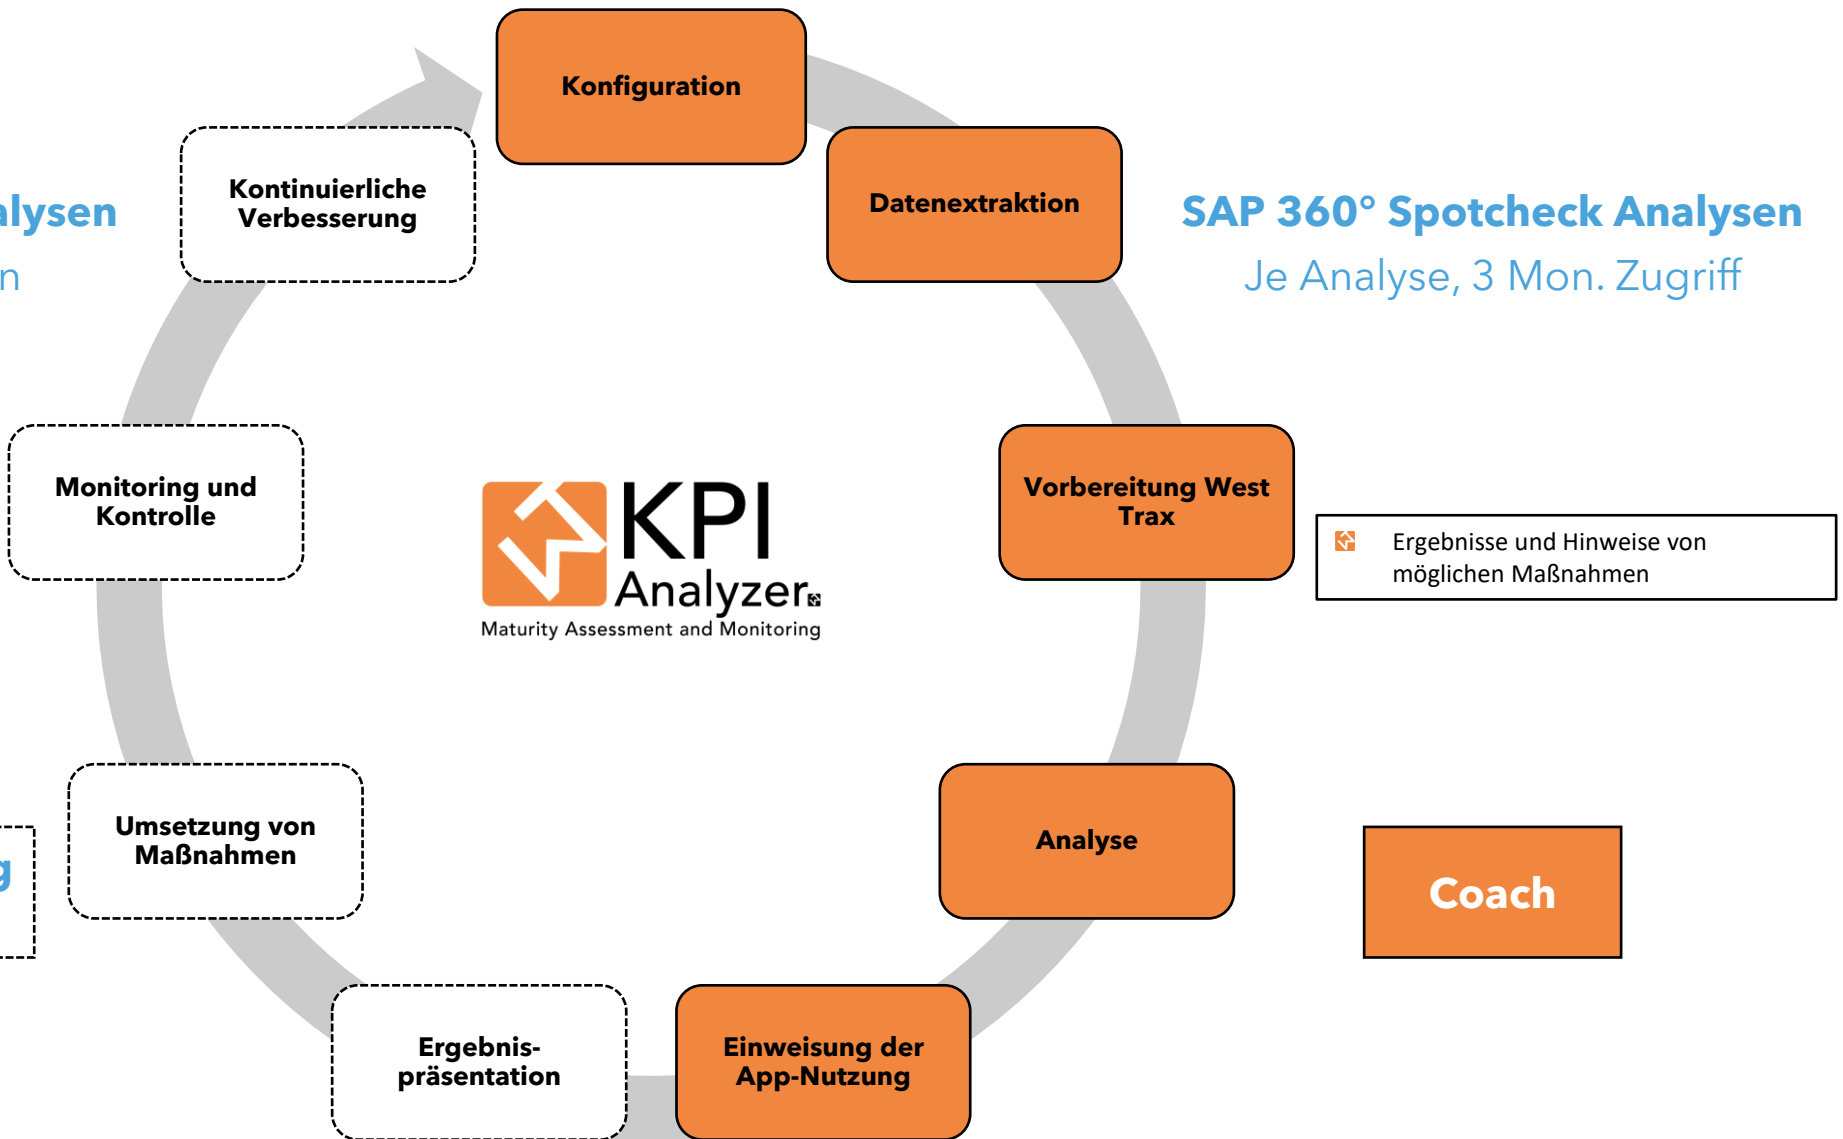 Konfiguration
Datenextraktion
Kontinuierliche
Verbesserung
SAP 360° Spotcheck Analysen
Je Analyse, 3 Mon. Zugriff
Monitoring und
Kontrolle
KPI
Analyzer
Maturity Assessment and Monitoring
Vorbereitung West
Trax
Ergebnisse und Hinweise von
möglichen Maßnahmen
Umsetzung von
Maßnahmen
Analyse
Coach
Ergebnis-
präsentation
Einweisung der
App-Nutzung